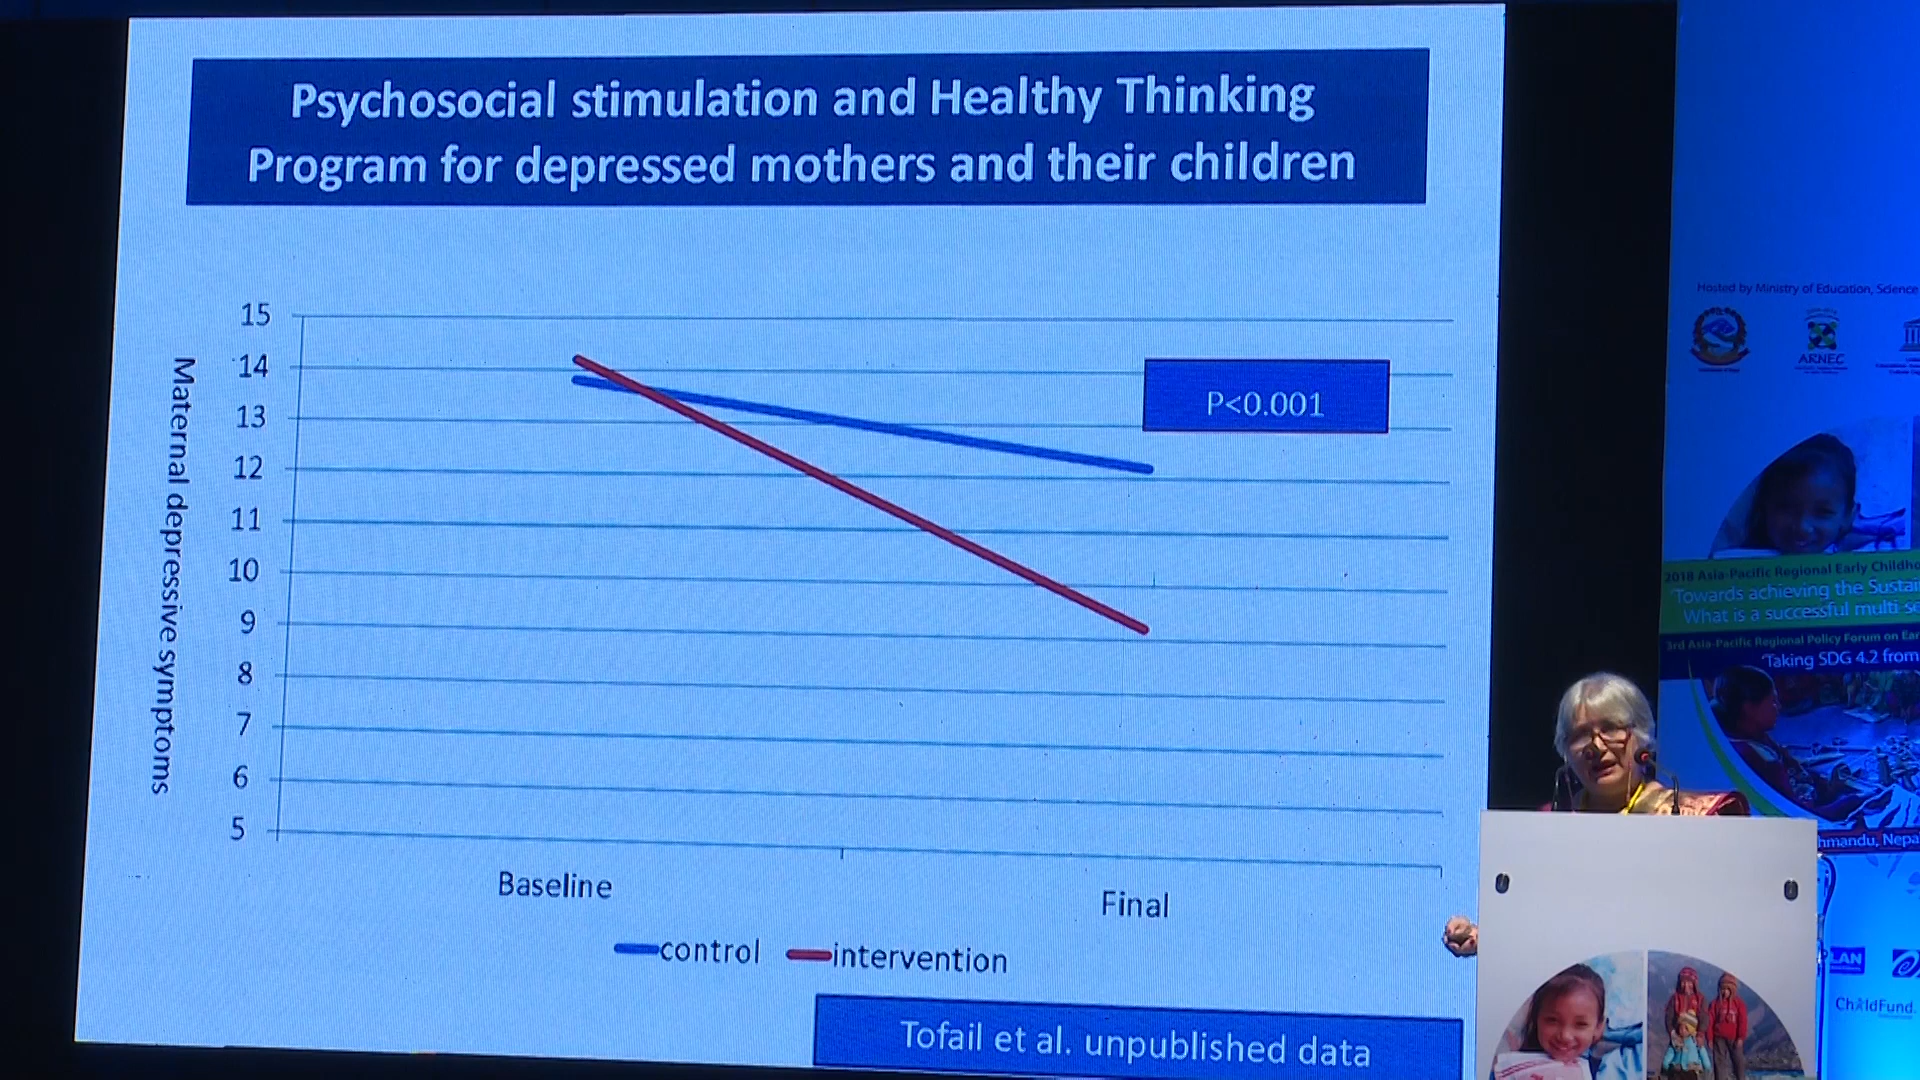 Psychosocial stimulation and Healthy Thinking
Program for depressed mothers and their children
15
14
13
12
11
10
9
8
7
6
5
Maternal depressive symptoms
P<0.001
Baseline
Final
control
intervention
Tofail et al. unpublished data
Hosted by Ministry of Education, Science
ARNEC
2018 Asia-Pacific Regional Early Childho
'Towards achieving the Sustai
What is a successful multi se
3rd Asia-Pacific Regional Policy Forum on Ear
'Taking SDG 4.2 from
hmandu, Nepa
LAN
ChildFund.